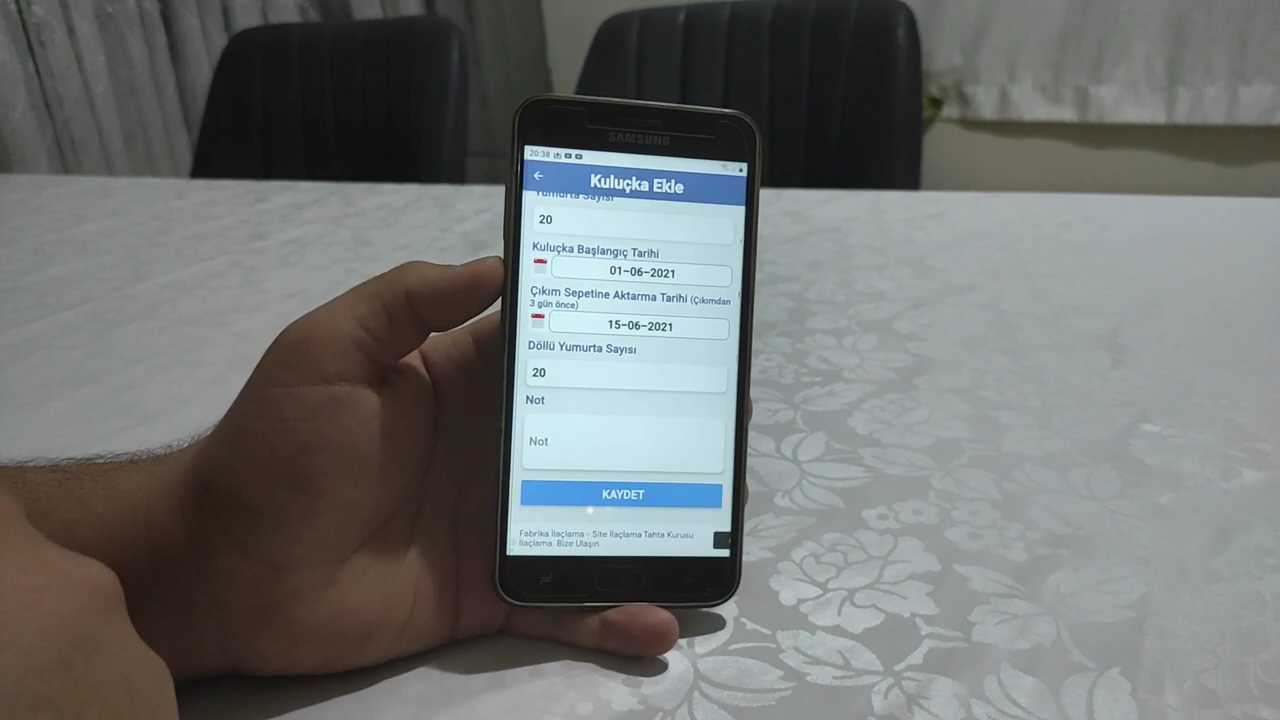 SAMSUNG
20:38
Kuluçka Ekle
Yumurta Sayısı
20
Kuluçka Başlangıç Tarihi
01-06-2021
Çıkım Sepetine Aktarma Tarihi (Çıkımdan
3 gün önce)
15-06-2021
Döllü Yumurta Sayısı
20
Not
Not
KAYDET
Fabrika İlaçlama - Site İlaçlama Tahta Kurusu
İlaçlama. Bize Ulaşın